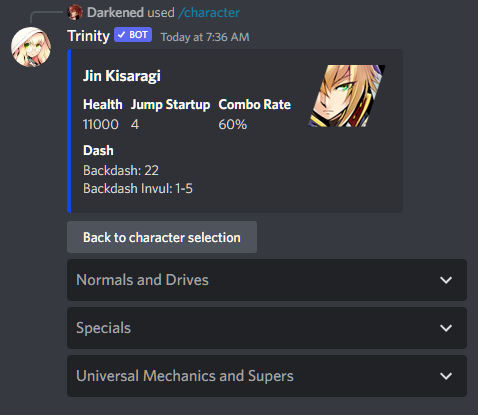 Darkened used /character
Trinity ✓ BOT Today at 7:36 AM
Jin Kisaragi
Health Jump Startup Combo Rate
11000 4 60%
Dash
Backdash: 22
Backdash Invul: 1-5
Back to character selection
Normals and Drives
Specials
Universal Mechanics and Supers